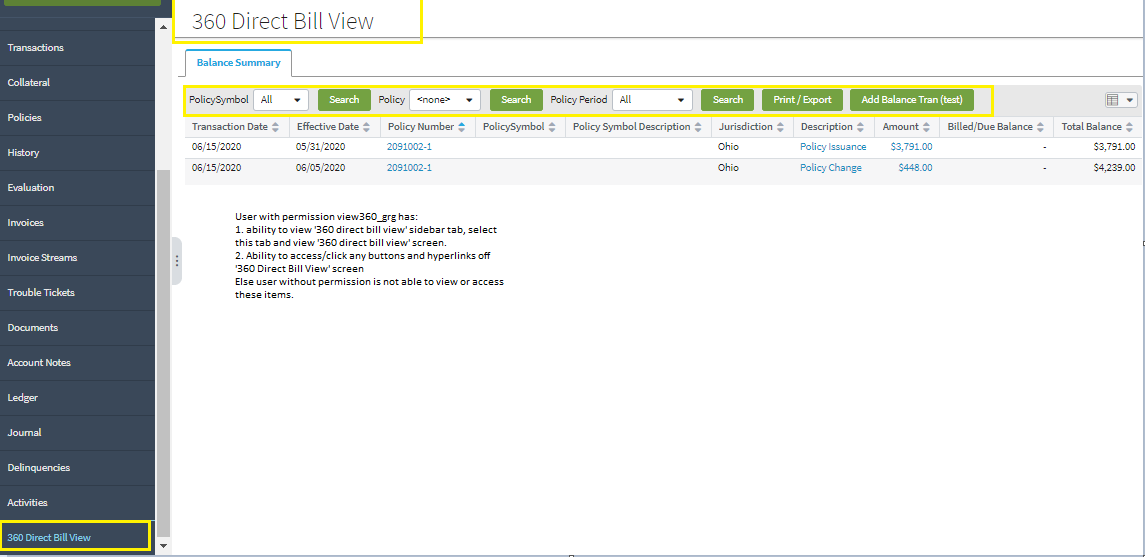 360 Direct Bill View
Transactions
Collateral
Policies
History
Evaluation
Invoices
Invoice Streams
Trouble Tickets
Documents
Account Notes
Ledger
Journal
Delinquencies
Activities
360 Direct Bill View
Balance Summary
PolicySymbol All Search Policy <none> Search Policy Period All Search Print / Export Add Balance Tran (test)
Transaction Date Effective Date Policy Number PolicySymbol Policy Symbol Description Jurisdiction Description Amount Billed/Due Balance Total Balance
06/15/2020 05/31/2020 2091002-1 Ohio Policy Issuance $3,791.00 - $3,791.00
06/15/2020 06/05/2020 2091002-1 Ohio Policy Change $448.00 - $4,239.00
User with permission view360_grg has:
1. ability to view '360 direct bill view' sidebar tab, select
this tab and view '360 direct bill view' screen.
2. Ability to access/click any buttons and hyperlinks off
'360 Direct Bill View' screen
Else user without permission is not able to view or access
these items.